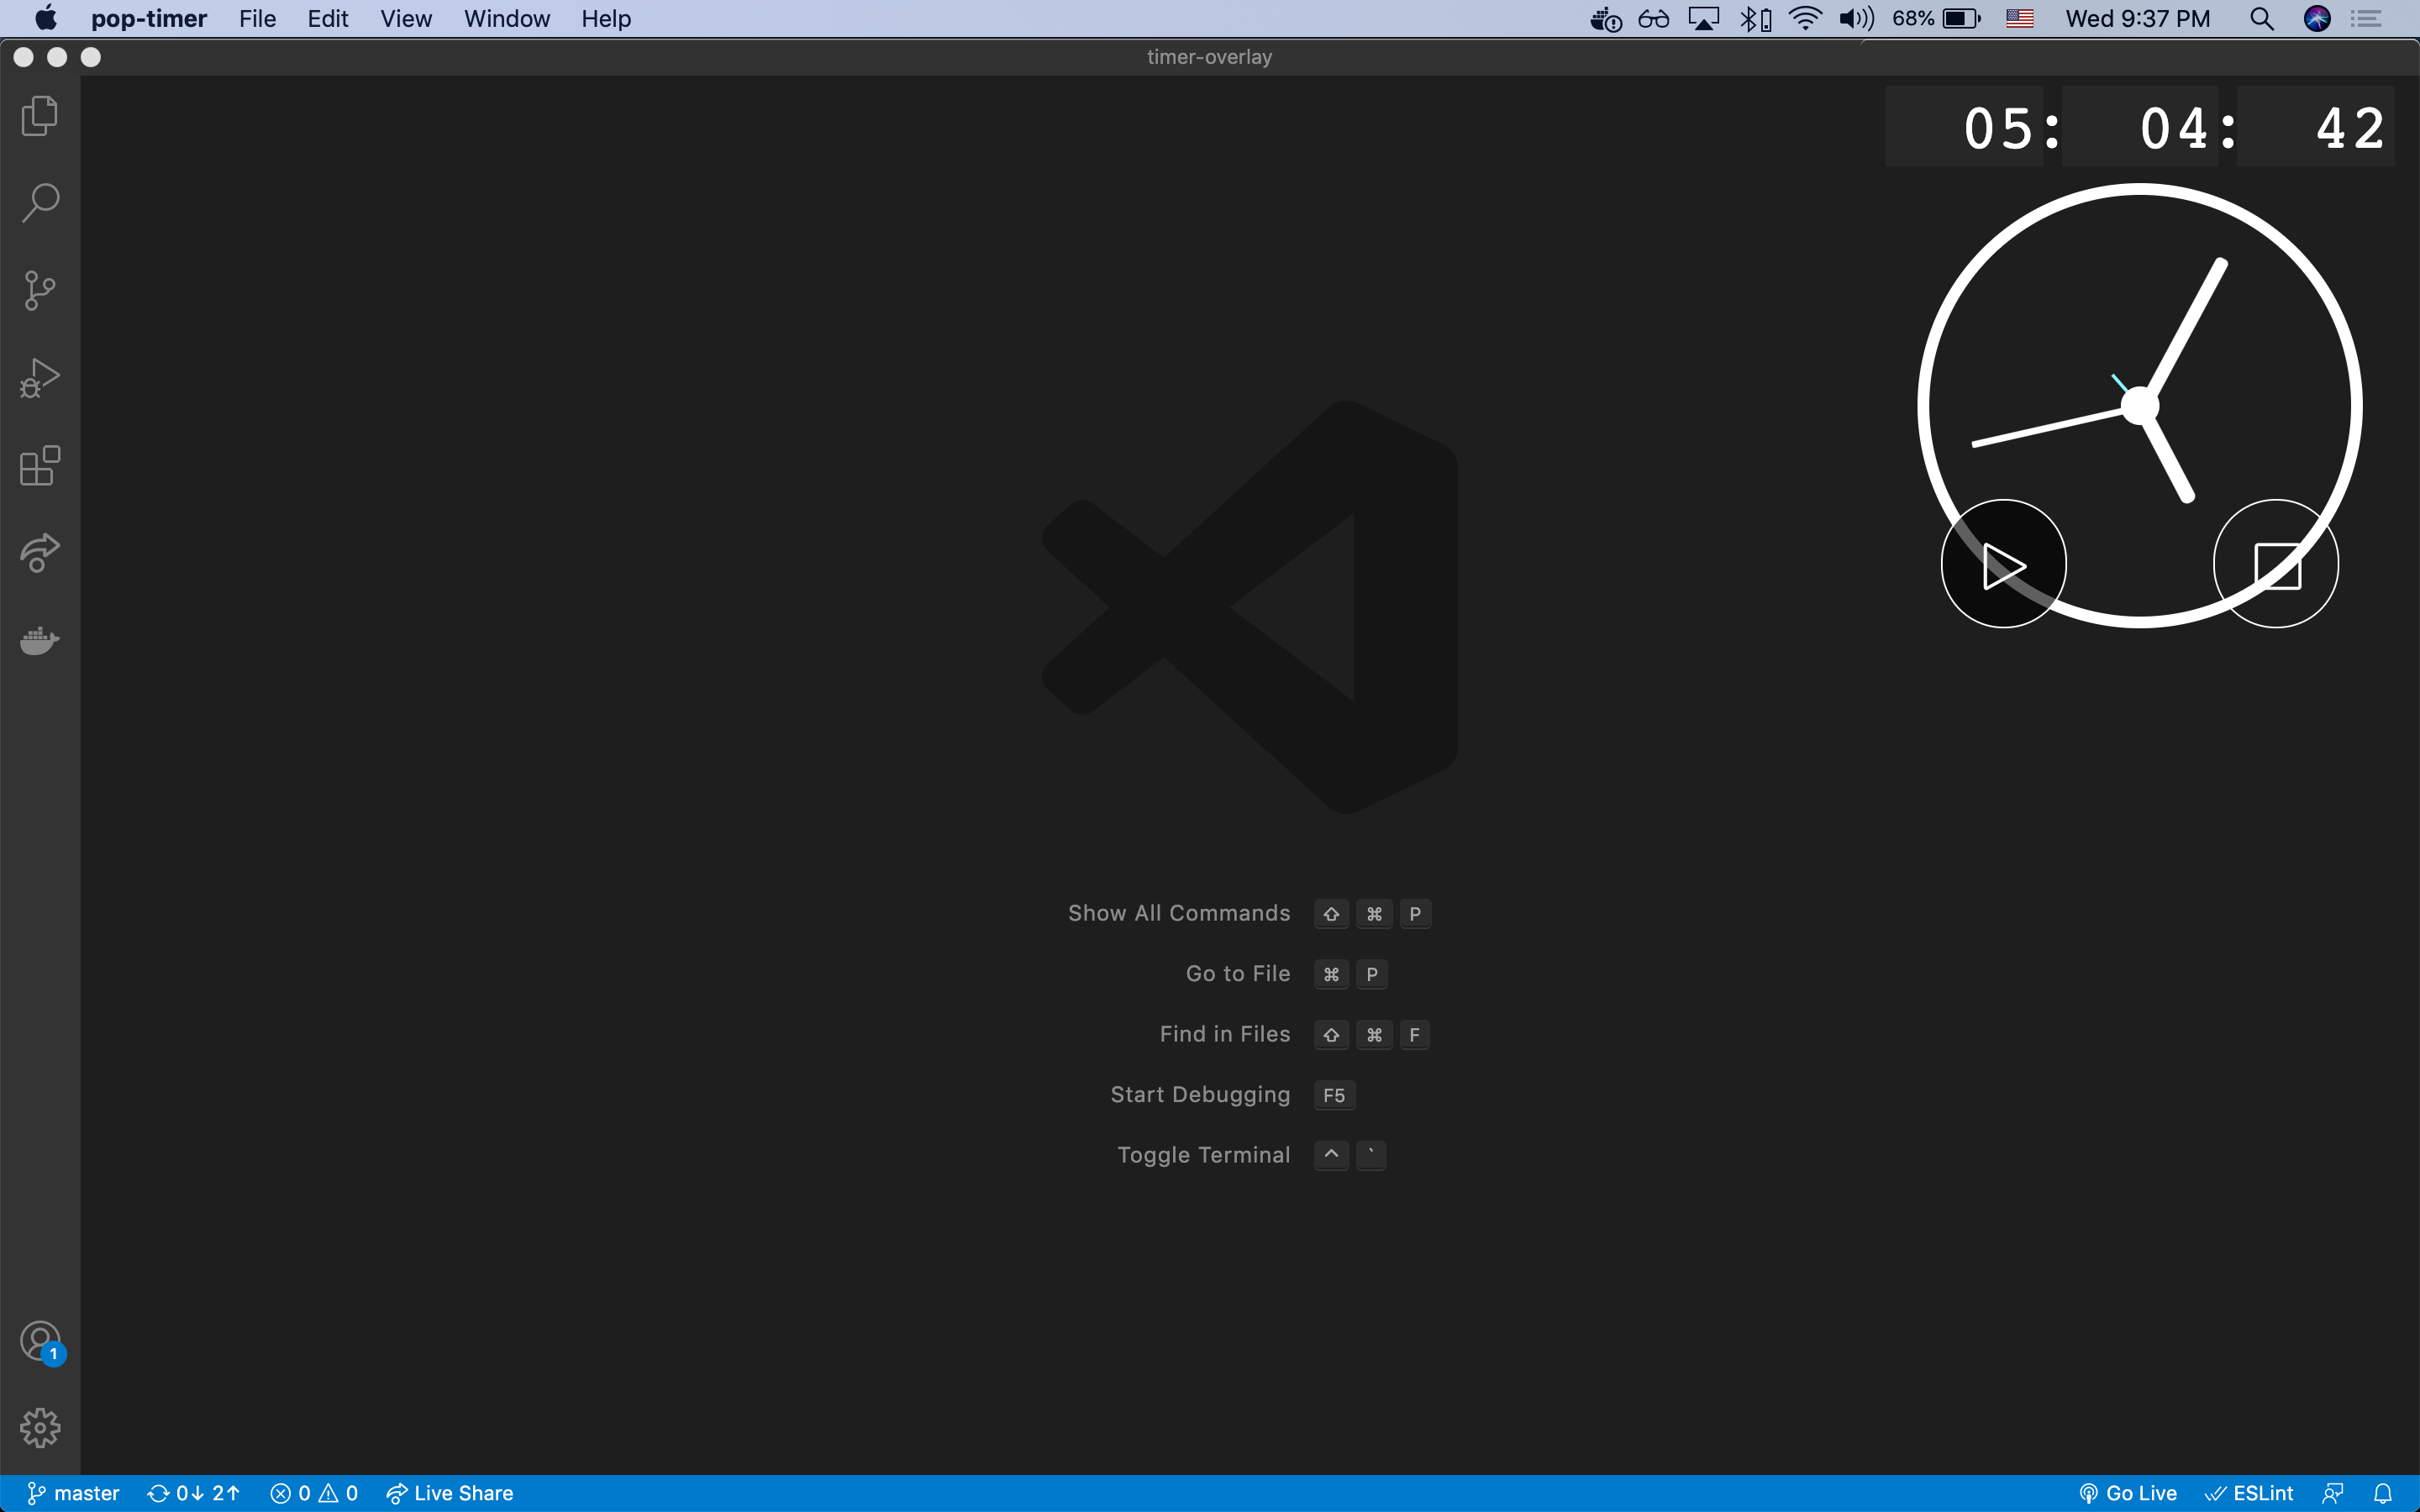 pop-timer File Edit View Window Help 68% Wed 9:37 PM
timer-overlay
05: 04: 42
Show All Commands ⇧ ⌘ P
Go to File ⌘ P
Find in Files ⇧ ⌘ F
Start Debugging F5
Toggle Terminal ^ `
1
master 0↓ 2↑ 0 0 Live Share Go Live ESLint